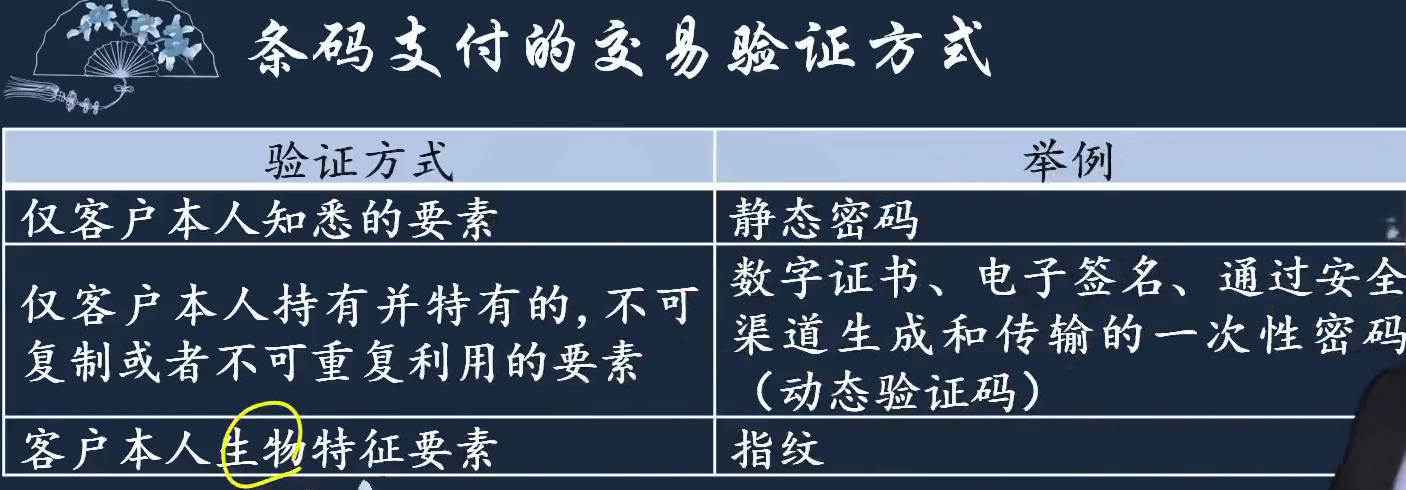 条码支付的交易验证方式
验证方式
举例
仅客户本人知悉的要素
静态密码
仅客户本人持有并特有的,不可
复制或者不可重复利用的要素
数字证书、电子签名、通过安全
渠道生成和传输的一次性密码
（动态验证码）
客户本人生物特征要素
指纹